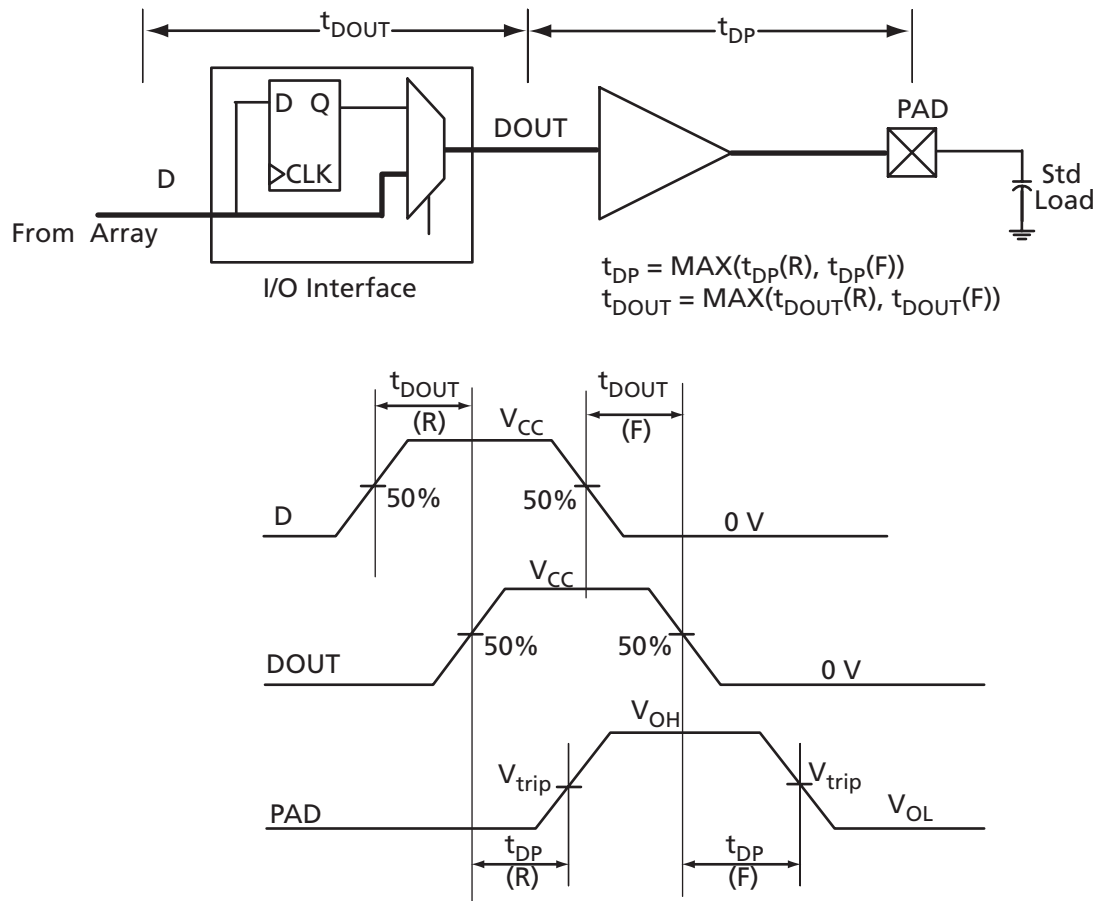 tDOUT
tDP
D Q
CLK
D
From Array
I/O Interface
DOUT
PAD
Std
Load
tDP = MAX(tDP(R), tDP(F))
tDOUT = MAX(tDOUT(R), tDOUT(F))
tDOUT
(R)
VCC
tDOUT
(F)
50%
50%
D
0 V
VCC
50%
50%
DOUT
0 V
VOH
Vtrip
Vtrip
PAD
VOL
tDP
(R)
tDP
(F)